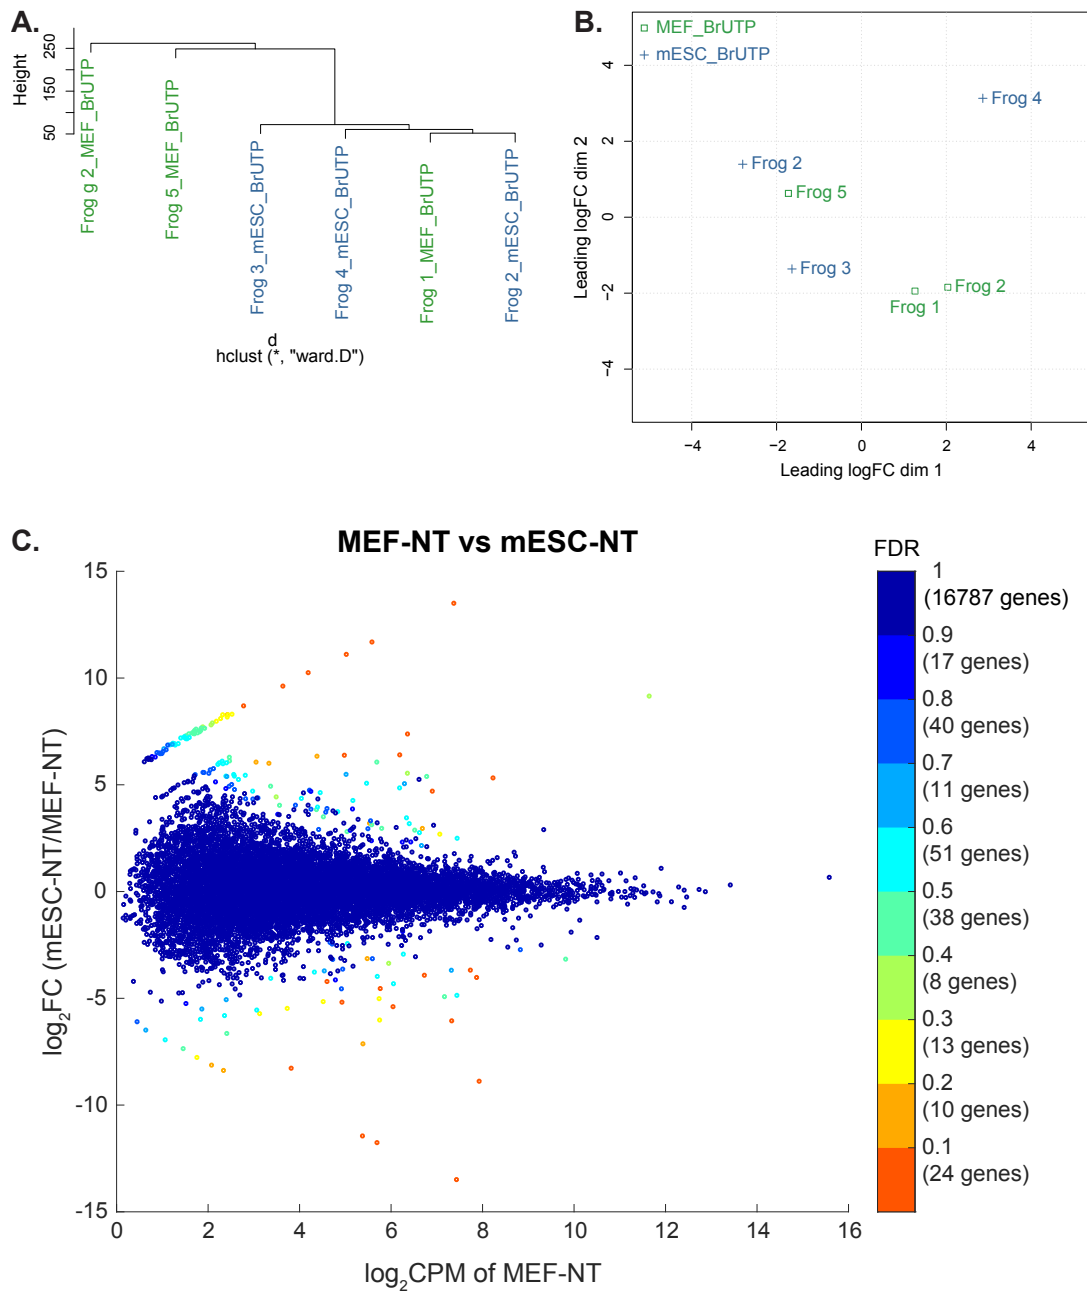 A.
Height
250
150
50
Frog 2_MEF_BrUTP
Frog 5_MEF_BrUTP
Frog 3_mESC_BrUTP
Frog 4_mESC_BrUTP
Frog 1_MEF_BrUTP
Frog 2_mESC_BrUTP
d
hclust (*, "ward.D")
B.
MEF_BrUTP
mESC_BrUTP
Leading logFC dim 2
4
2
0
−2
−4
Frog 4
Frog 2
Frog 5
Frog 3
Frog 2
Frog 1
−4 −2 0 2 4
Leading logFC dim 1
C.
MEF-NT vs mESC-NT
log2FC (mESC-NT/MEF-NT)
15
10
5
0
-5
-10
-15
0 2 4 6 8 10 12 14 16
log2CPM of MEF-NT
FDR
1
(16787 genes)
0.9
(17 genes)
0.8
(40 genes)
0.7
(11 genes)
0.6
(51 genes)
0.5
(38 genes)
0.4
(8 genes)
0.3
(13 genes)
0.2
(10 genes)
0.1
(24 genes)